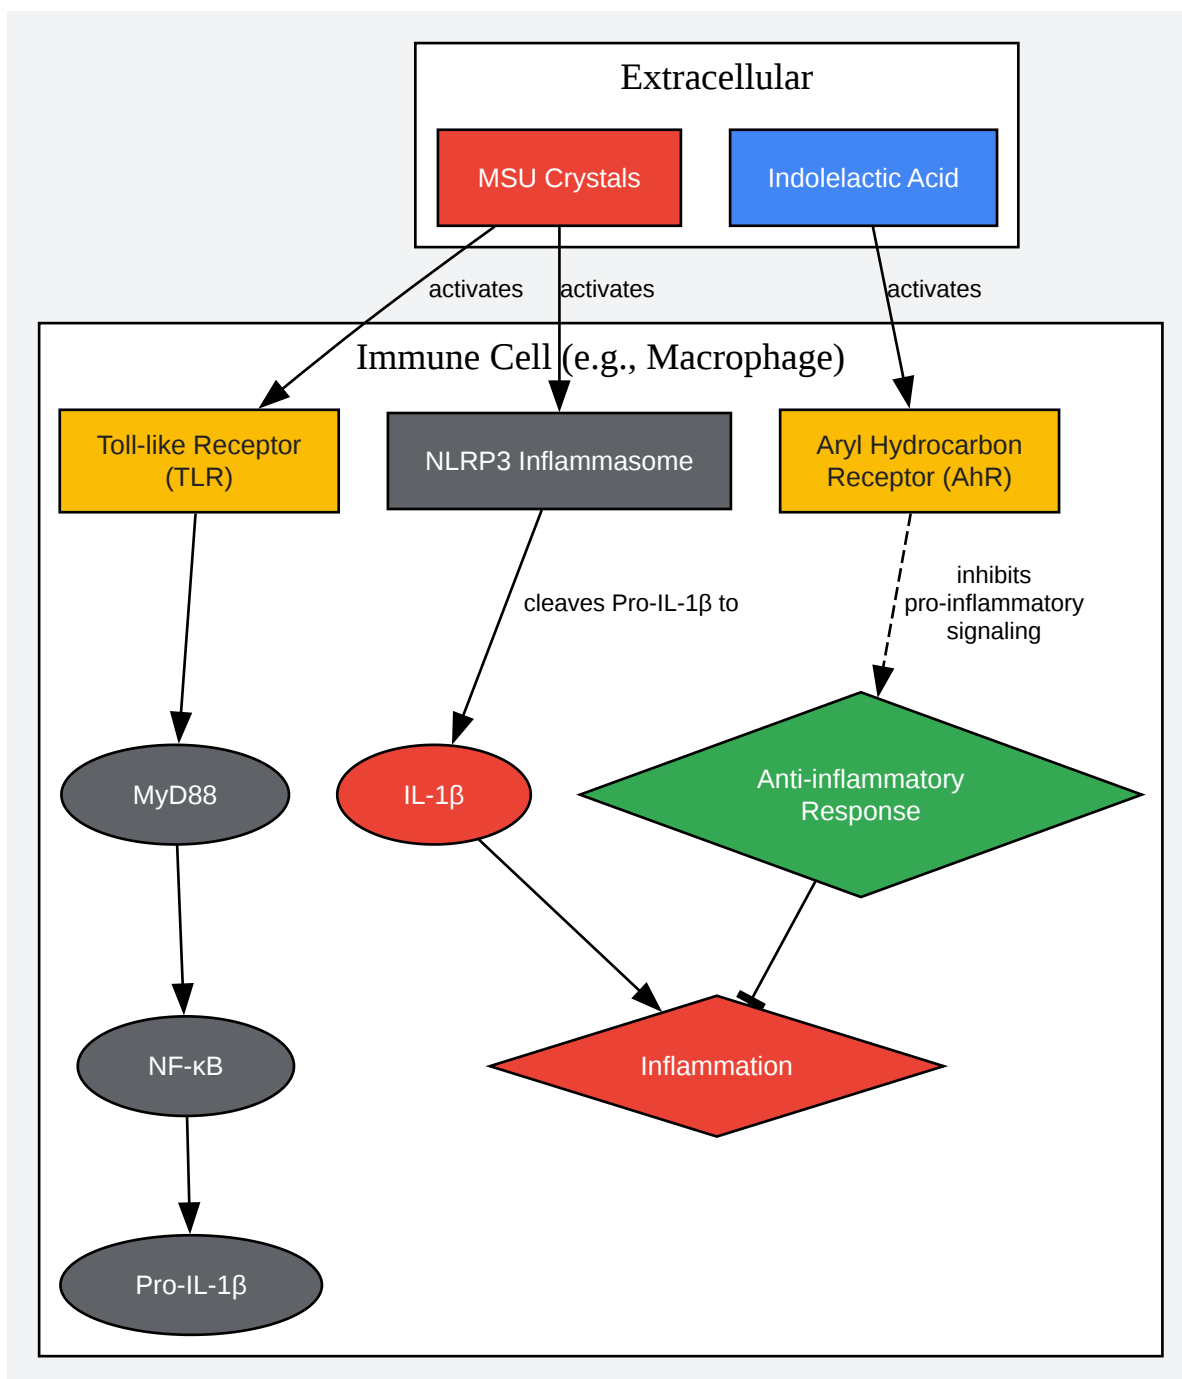 Extracellular
MSU Crystals
Indolelactic Acid
activates
activates
activates
Immune Cell (e.g., Macrophage)
Toll-like Receptor
(TLR)
NLRP3 Inflammasome
Aryl Hydrocarbon
Receptor (AhR)
cleaves Pro-IL-1β to
inhibits
pro-inflammatory
signaling
MyD88
IL-1β
Anti-inflammatory
Response
NF-κB
Inflammation
Pro-IL-1β